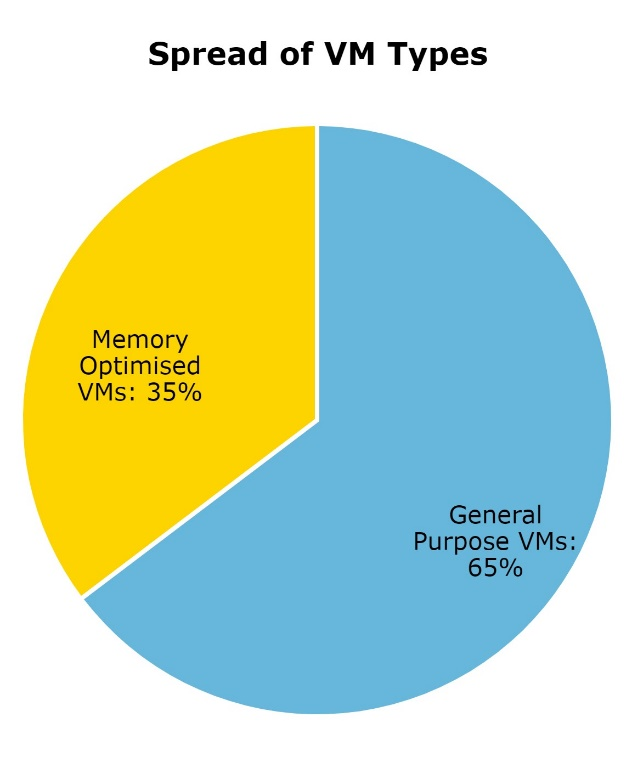 Spread of VM Types
Memory
Optimised
VMs: 35%
General
Purpose VMs:
65%